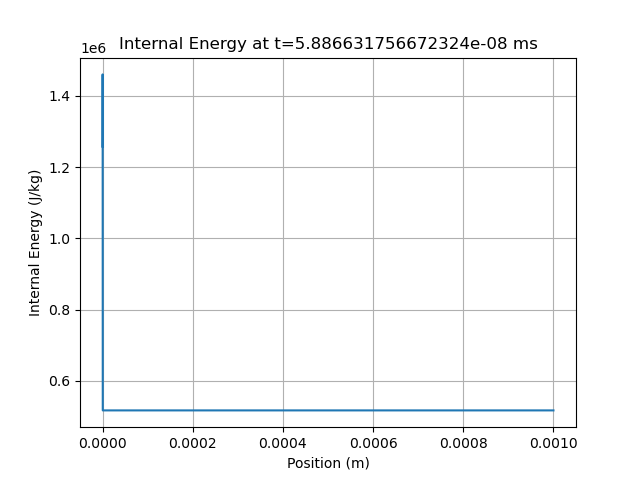 Internal Energy at t=5.886631756672324e-08 ms
1e6
1.4
1.2
1.0
0.8
0.6
Internal Energy (J/kg)
0.0000 0.0002 0.0004 0.0006 0.0008 0.0010
Position (m)